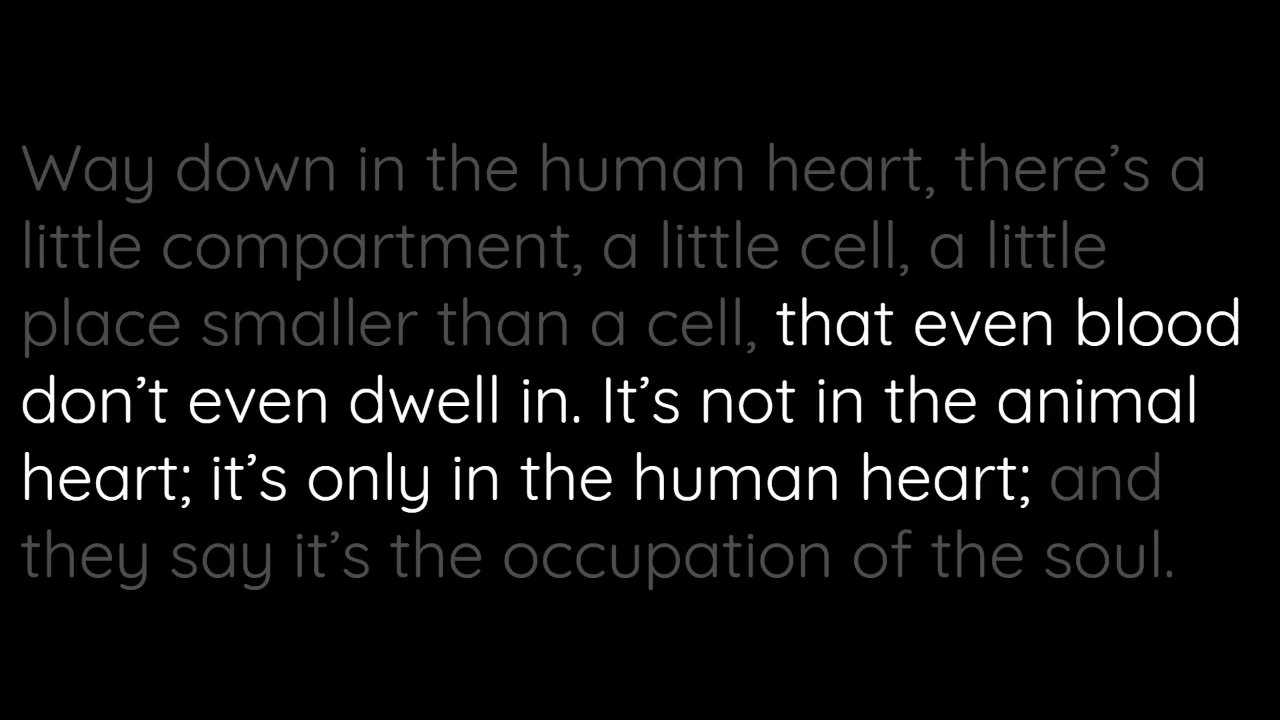 Way down in the human heart, there’s a
little compartment, a little cell, a little
place smaller than a cell, that even blood
don’t even dwell in. It’s not in the animal
heart; it’s only in the human heart; and
they say it’s the occupation of the soul.